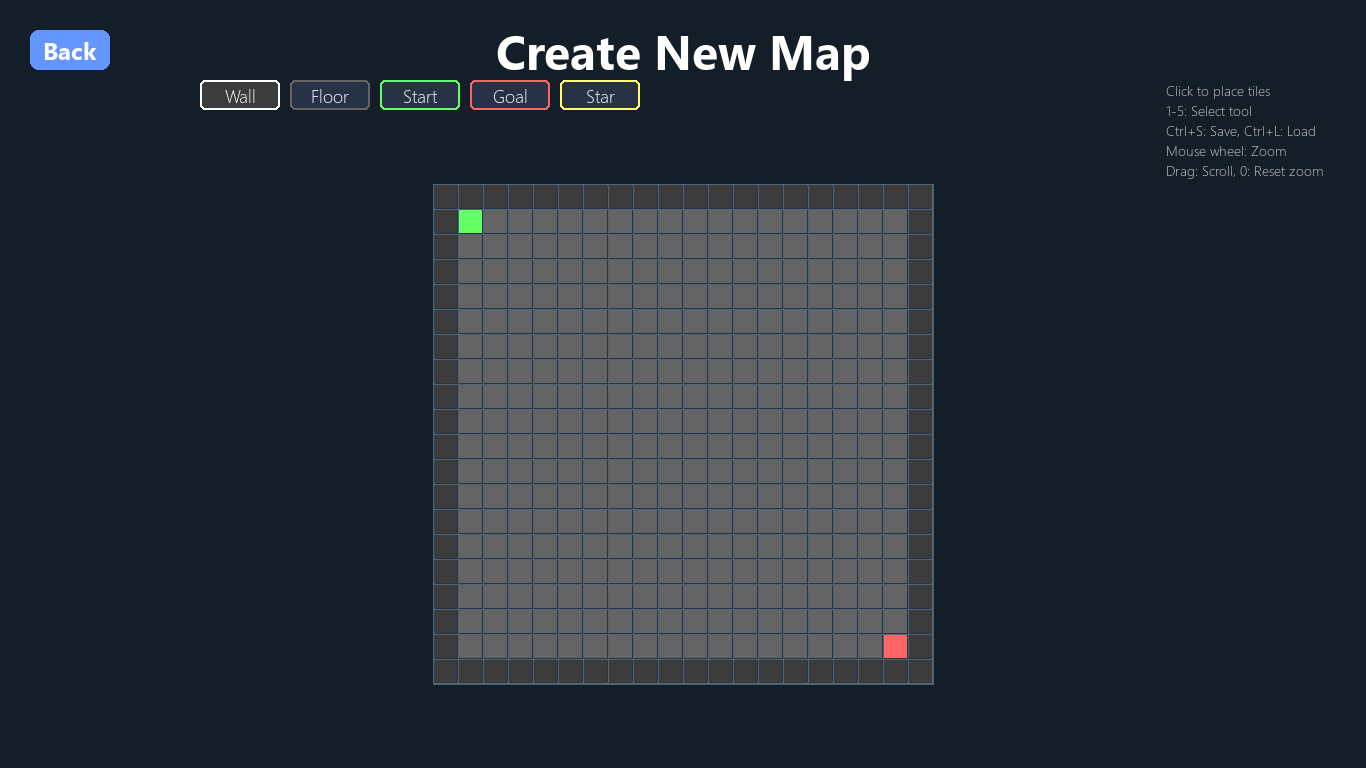 Back
Create New Map
Wall
Floor
Start
Goal
Star
Click to place tiles
1-5: Select tool
Ctrl+S: Save, Ctrl+L: Load
Mouse wheel: Zoom
Drag: Scroll, 0: Reset zoom